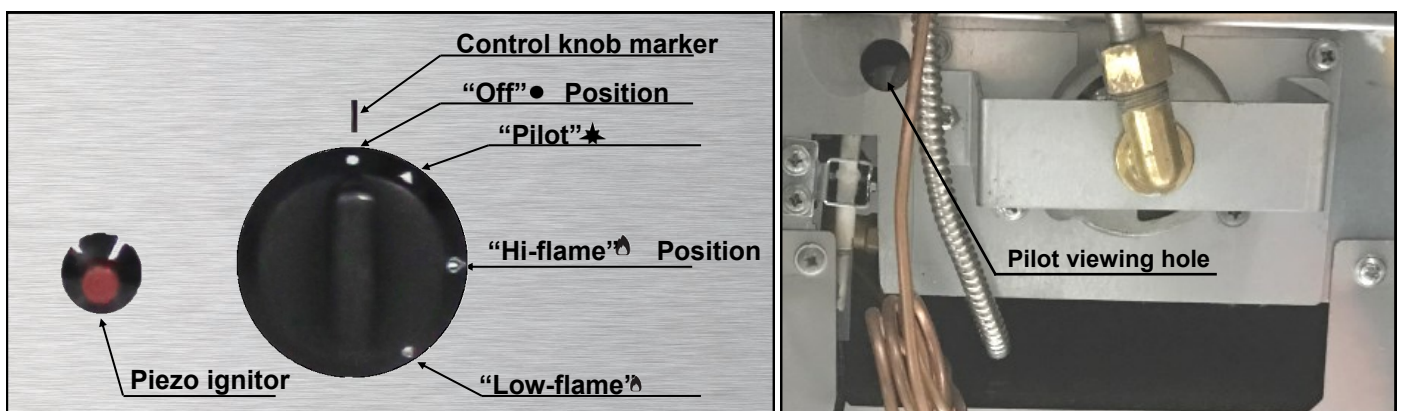 Control knob marker
“Off”● Position
“Pilot”
“Hi-flame” Position
“Low-flame”
Piezo ignitor
Pilot viewing hole